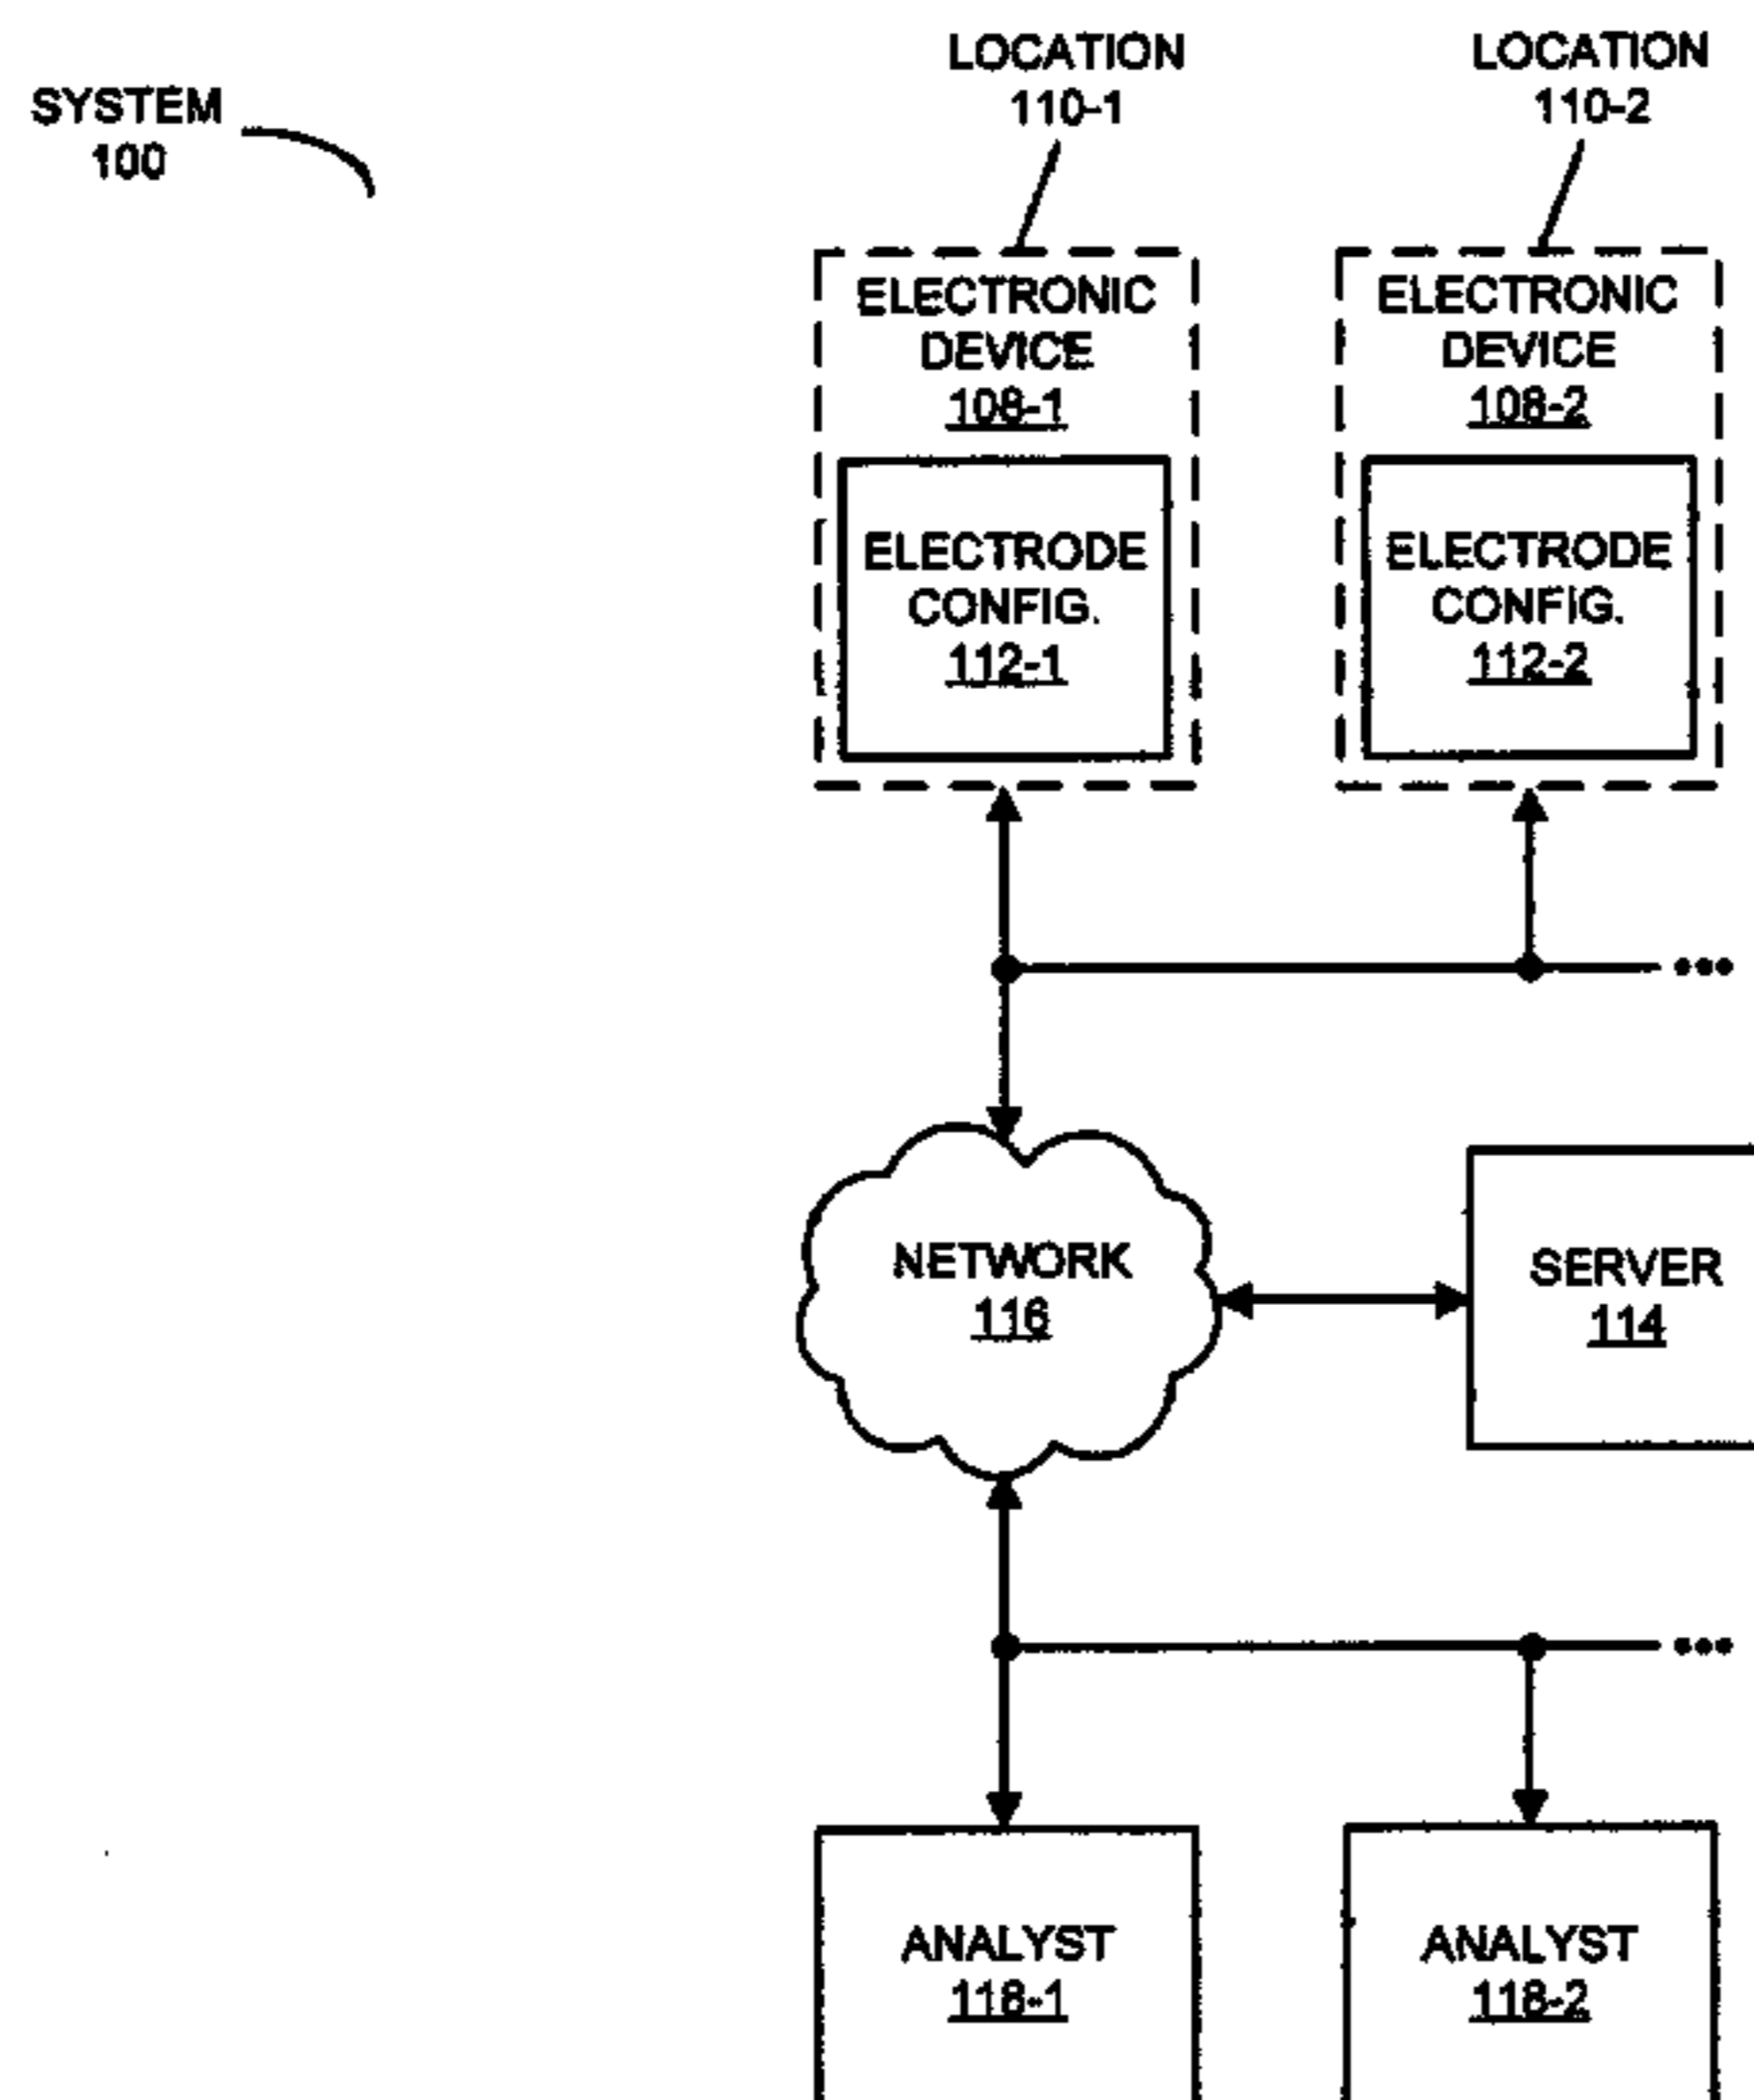 SYSTEM
100
LOCATION
110-1
LOCATION
110-2
ELECTRONIC
DEVICE
108-1
ELECTRODE
CONFIG.
112-1
ELECTRONIC
DEVICE
108-2
ELECTRODE
CONFIG.
112-2
NETWORK
116
SERVER
114
ANALYST
118-1
ANALYST
118-2